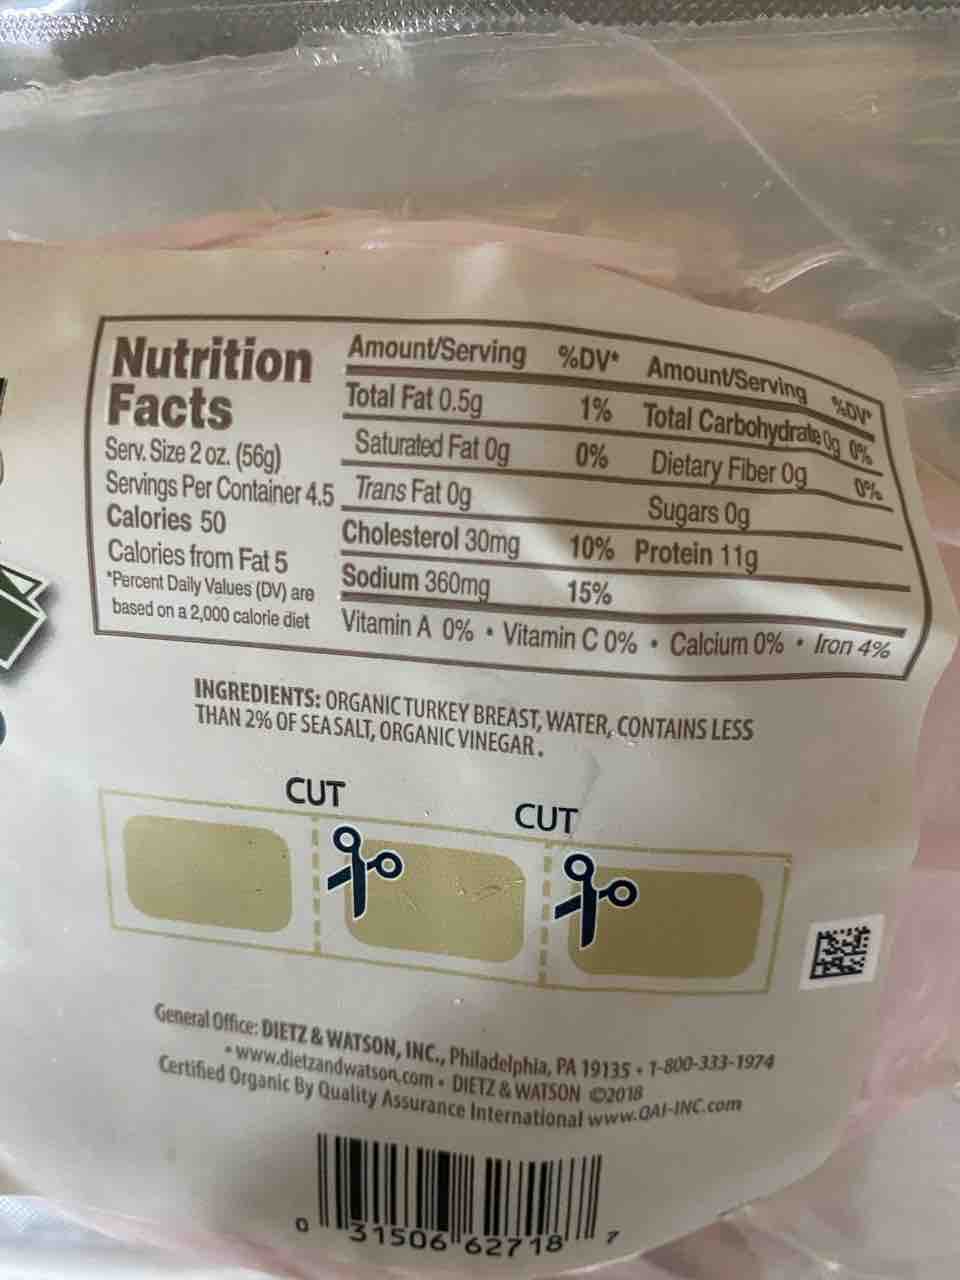 Nutrition
Facts
Serv. Size 2 oz. (56g)
Servings Per Container 4.5
Calories 50
Calories from Fat 5
*Percent Daily Values (DV) are
based on a 2,000 calorie diet
Amount/Serving %DV* Amount/Serving %DV*
Total Fat 0.5g 1% Total Carbohydrate 0g 0%
Saturated Fat 0g 0% Dietary Fiber 0g 0%
Trans Fat 0g Sugars 0g
Cholesterol 30mg 10% Protein 11g
Sodium 360mg 15%
Vitamin A 0% • Vitamin C 0% • Calcium 0% • Iron 4%
INGREDIENTS: ORGANIC TURKEY BREAST, WATER, CONTAINS LESS
THAN 2% OF SEA SALT, ORGANIC VINEGAR.
CUT
CUT
General Office: DIETZ & WATSON, INC., Philadelphia, PA 19135 • 1-800-333-1974
• www.dietzandwatson.com • DIETZ & WATSON ©2018
Certified Organic By Quality Assurance International www.QAI-INC.com
0 31506 62718 7